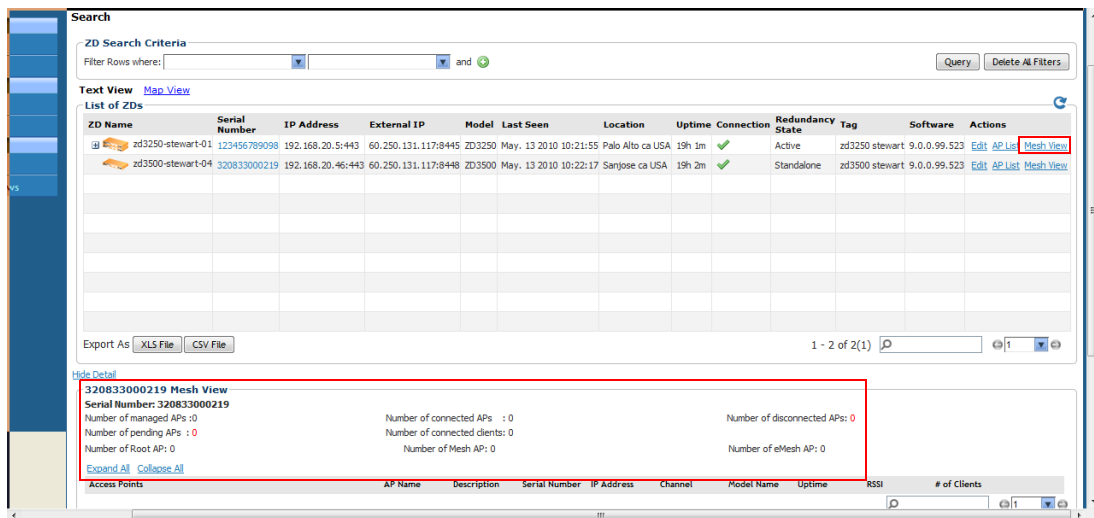 Search
ZD Search Criteria
Filter Rows where: and Query Delete All Filters
Text View Map View
List of ZDs
ZD Name Serial Number IP Address External IP Model Last Seen Location Uptime Connection Redundancy State Tag Software Actions
zd3250-stewart-01 123456789098 192.168.20.5:443 60.250.131.117:8445 ZD3250 May. 13 2010 10:21:55 Palo Alto ca USA 19h 1m Active zd3250 stewart 9.0.0.99.523 Edit AP List Mesh View
zd3500-stewart-04 320833000219 192.168.20.46:443 60.250.131.117:8448 ZD3500 May. 13 2010 10:22:17 Sanjose ca USA 19h 2m Standalone zd3500 stewart 9.0.0.99.523 Edit AP List Mesh View
ws
Export As XLS File CSV File 1 - 2 of 2(1) 1
Hide Detail
320833000219 Mesh View
Serial Number: 320833000219
Number of managed APs :0 Number of connected APs : 0 Number of disconnected APs: 0
Number of pending APs : 0 Number of connected clients: 0
Number of Root AP: 0 Number of Mesh AP: 0 Number of eMesh AP: 0
Expand All Collapse All
Access Points AP Name Description Serial Number IP Address Channel Model Name Uptime RSSI # of Clients
1